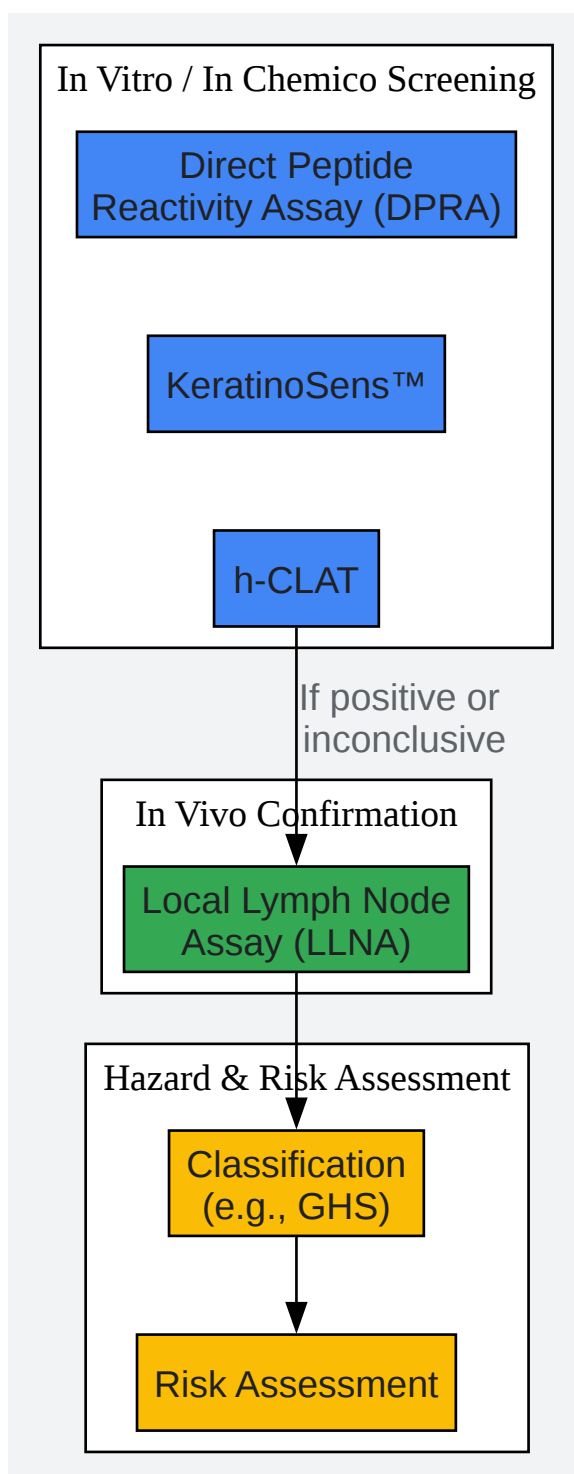 In Vitro / In Chemico Screening
Direct Peptide
Reactivity Assay (DPRA)
KeratinoSens™
h-CLAT
If positive or
inconclusive
In Vivo Confirmation
Local Lymph Node
Assay (LLNA)
Hazard & Risk Assessment
Classification
(e.g., GHS)
Risk Assessment